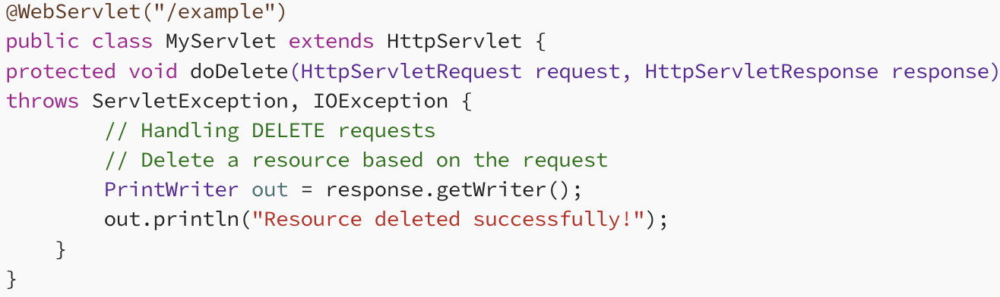 @WebServlet("/example")
public class MyServlet extends HttpServlet {
protected void doDelete(HttpServletRequest request, HttpServletResponse response)
throws ServletException, IOException {
        // Handling DELETE requests
        // Delete a resource based on the request
        PrintWriter out = response.getWriter();
        out.println("Resource deleted successfully!");
    }
}